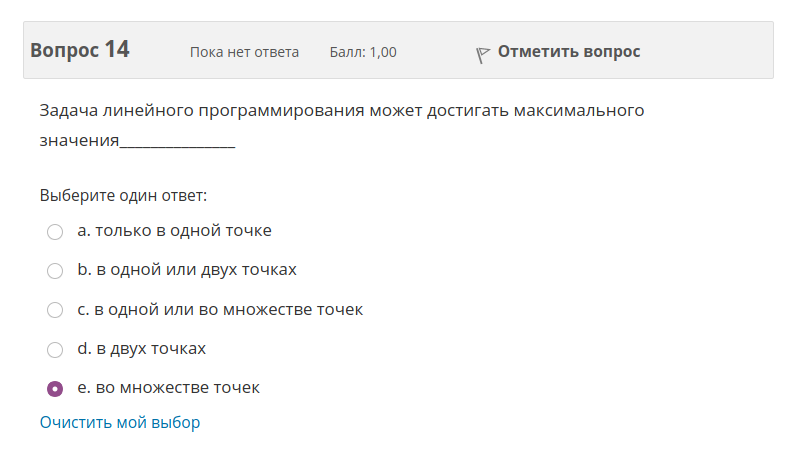 Вопрос 14
Пока нет ответа
Балл: 1,00
Отметить вопрос
Задача линейного программирования может достигать максимального
значения_______________
Выберите один ответ:
a. только в одной точке
b. в одной или двух точках
c. в одной или во множестве точек
d. в двух точках
e. во множестве точек
Очистить мой выбор